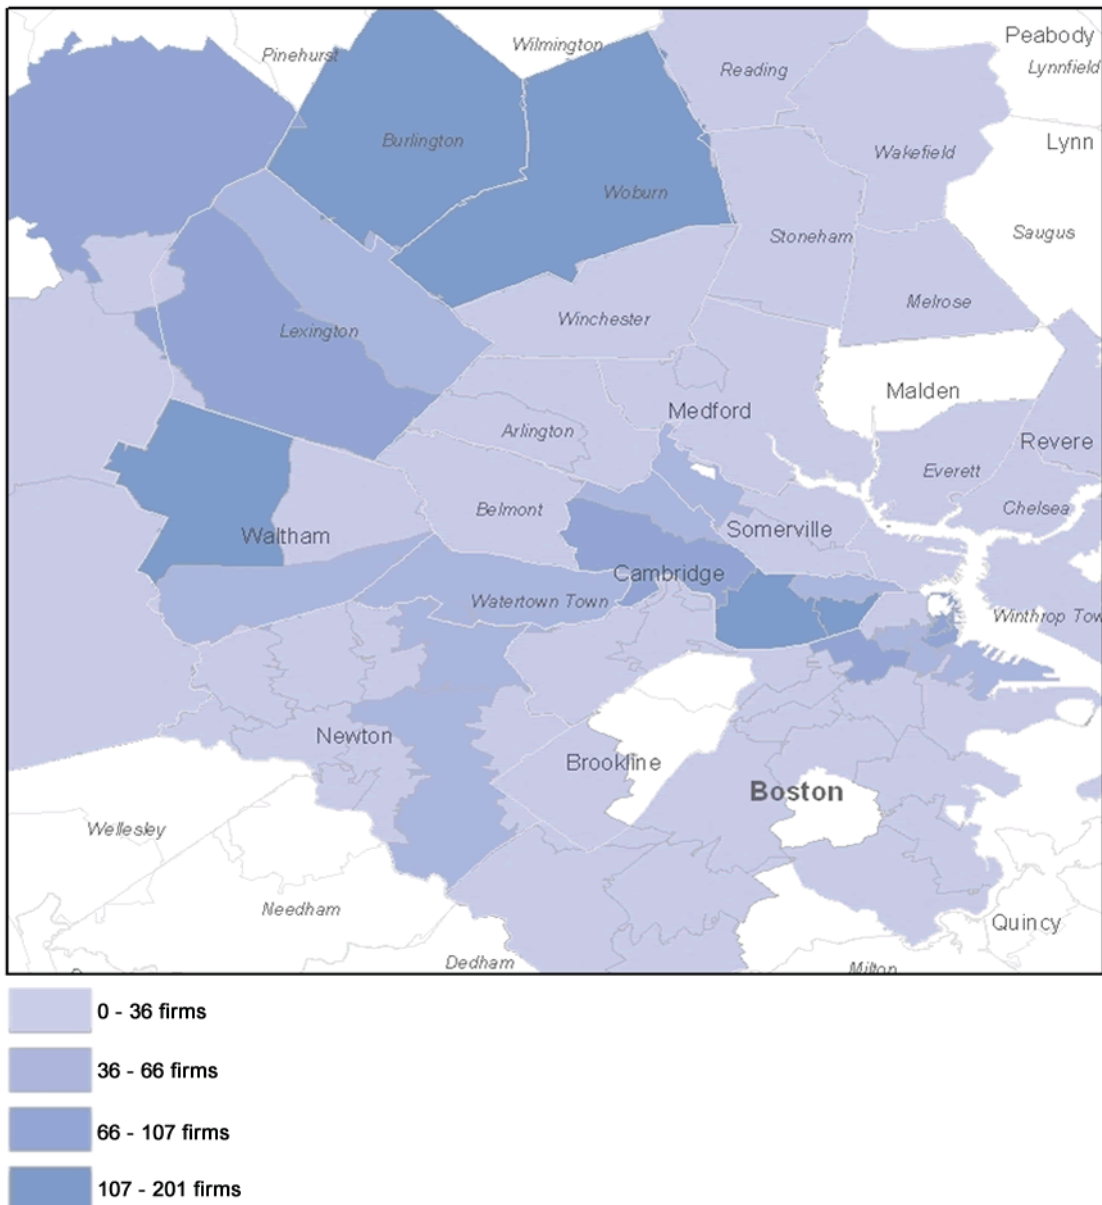 Peabody
Pinehurst
Wilmington
Reading
Lynnfield
Burlington
Wakefield
Lynn
Woburn
Stoneham
Saugus
Winchester
Melrose
Lexington
Malden
Medford
Arlington
Revere
Everett
Belmont
Chelsea
Waltham
Somerville
Cambridge
Watertown Town
Winthrop Tow
Newton
Brookline
Boston
Wellesley
Needham
Quincy
Dedham
Milton
0 - 36 firms
36 - 66 firms
66 - 107 firms
107 - 201 firms